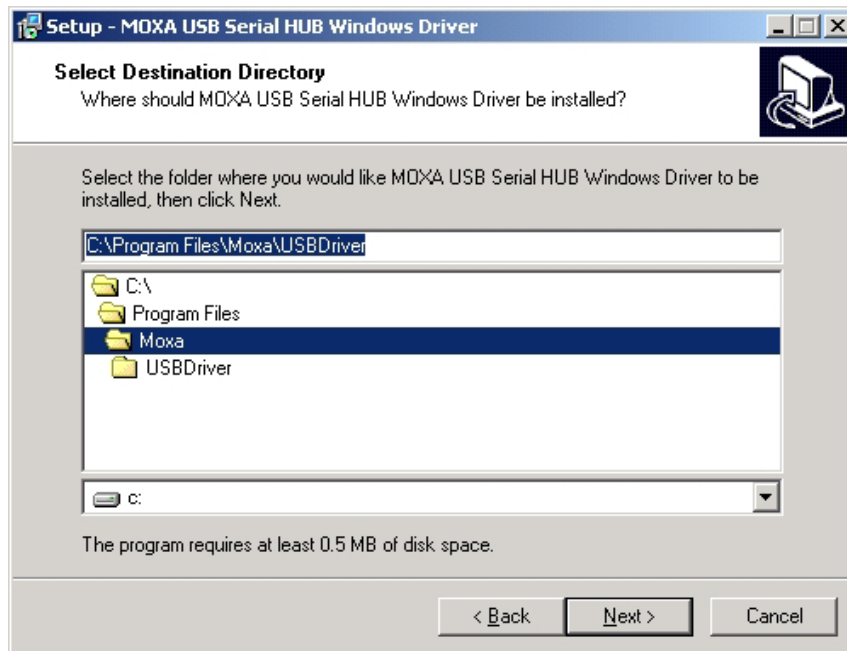 Setup - MOXA USB Serial HUB Windows Driver
Select Destination Directory
Where should MOXA USB Serial HUB Windows Driver be installed?
Select the folder where you would like MOXA USB Serial HUB Windows Driver to be
installed, then click Next.
C:\Program Files\Moxa\USBDriver
C:\
Program Files
Moxa
USBDriver
c:
The program requires at least 0.5 MB of disk space.
< Back
Next >
Cancel